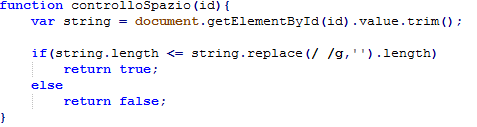 function controlloSpazio(id){
var string = document.getElementById(id).value.trim();
if(string.length <= string.replace(/ /g,'').length)
return true;
else
return false;
}